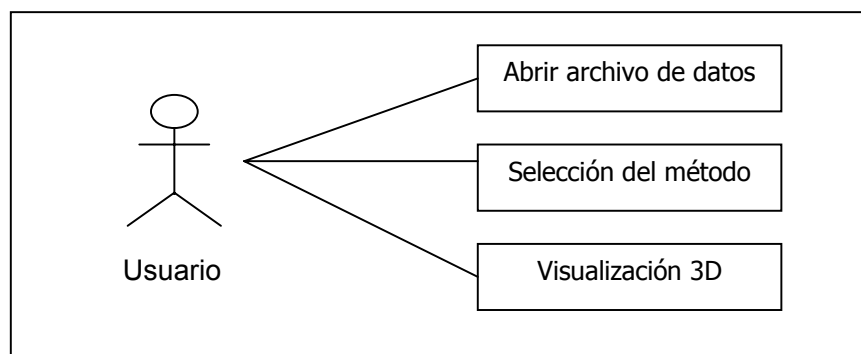 Abrir archivo de datos
Selección del método
Usuario
Visualización 3D